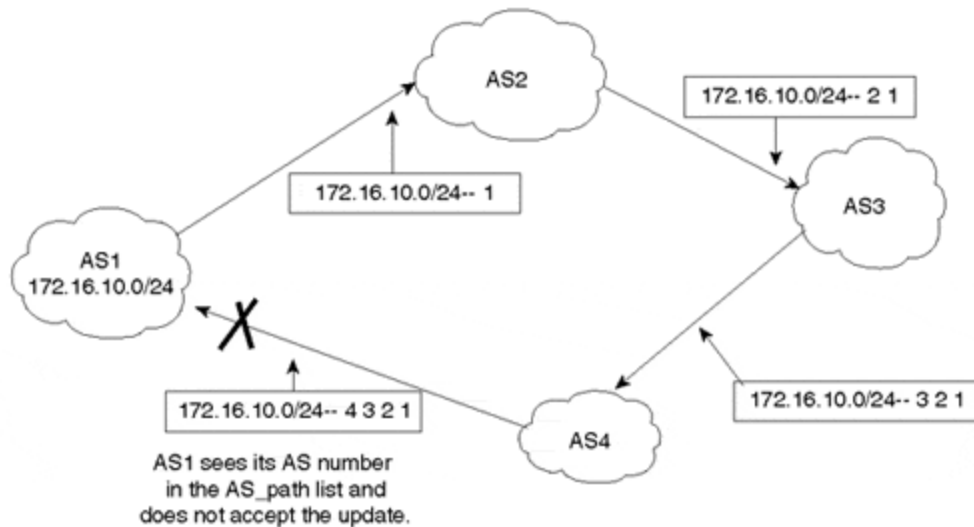 AS2
172.16.10.0/24-- 2 1
172.16.10.0/24-- 1
AS3
AS1
172.16.10.0/24
172.16.10.0/24-- 4 3 2 1
172.16.10.0/24-- 3 2 1
AS4
AS1 sees its AS number
in the AS_path list and
does not accept the update.